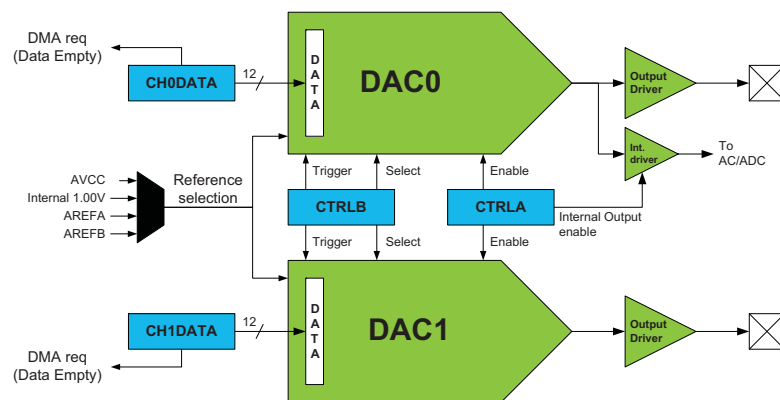 DMA req
(Data Empty)
CH0DATA
12
DATA
DAC0
Output
Driver
Int.
driver
To
AC/ADC
Trigger
Select
Enable
AVCC
Internal 1.00V
AREFA
AREFB
Reference
selection
CTRLB
CTRLA
Internal Output
enable
Trigger
Select
Enable
CH1DATA
12
DATA
DAC1
Output
Driver
DMA req
(Data Empty)